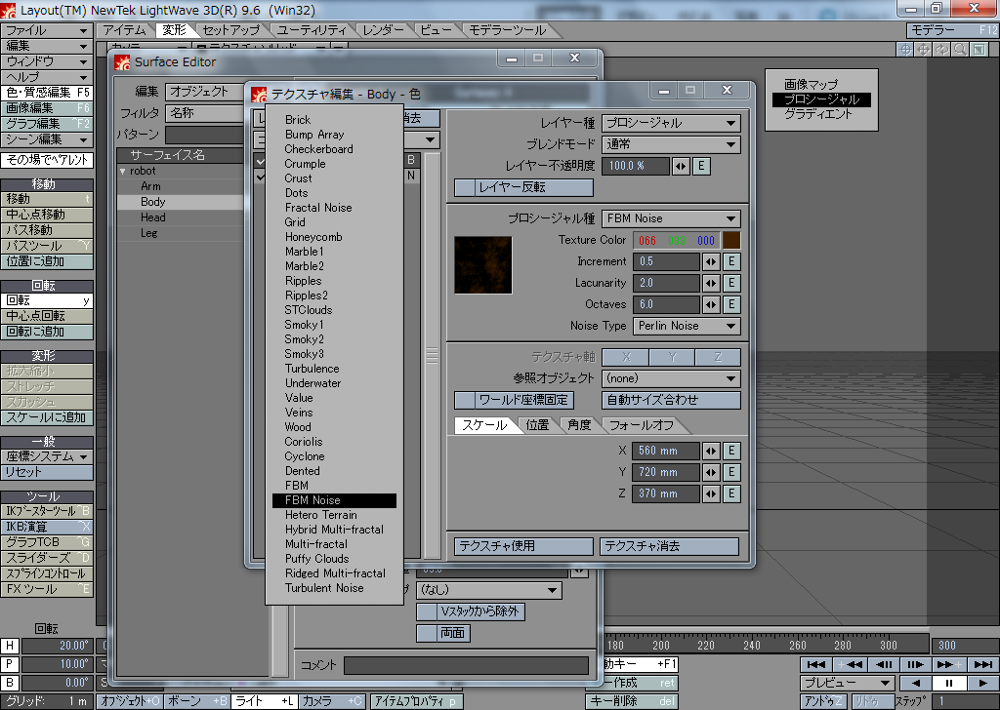 Layout(TM) NewTek LightWave 3D(R) 9.6 (Win32)
ファイル
編集
ウィンドウ
ヘルプ
色・質感編集 F5
画像編集 F6
グラフ編集 F2
シーン編集
その場でペアレント
移動
移動 t
中心点移動
パス移動
パスツール Y
位置に追加
回転
回転 y
中心点回転
回転に追加
変形
拡大縮小
ストレッチ
スカッシュ
スケールに追加
一般
座標システム
リセット
ツール
IKブースターツール ^B
IKB演算 ^X
グラフTCB ^G
スライダーズ ^D
スプラインコントロール
FXツール ^E
回転
H 20.00°
P 10.00°
B 0.00°
グリッド: 1 m
アイテム 変形 セットアップ ユーティリティ レンダー ビュー モデラーツール
モデラー F12
Surface Editor
編集 オブジェクト
フィルタ 名称
パターン
サーフェイス名
robot
Arm
Body
Head
Leg
テクスチャ編集 - Body - 色
消去
B
N
Brick
Bump Array
Checkerboard
Crumple
Crust
Dots
Fractal Noise
Grid
Honeycomb
Marble1
Marble2
Ripples
Ripples2
STClouds
Smoky1
Smoky2
Smoky3
Turbulence
Underwater
Value
Veins
Wood
Coriolis
Cyclone
Dented
FBM
FBM Noise
Hetero Terrain
Hybrid Multi-fractal
Multi-fractal
Puffy Clouds
Ridged Multi-fractal
Turbulent Noise
レイヤー種 プロシージャル
ブレンドモード 通常
レイヤー不透明度 100.0 % E
レイヤー反転
プロシージャル種 FBM Noise
Texture Color 066 033 000
Increment 0.5 E
Lacunarity 2.0 E
Octaves 6.0 E
Noise Type Perlin Noise
テクスチャ軸 X Y Z
参照オブジェクト (none)
ワールド座標固定 自動サイズ合わせ
スケール 位置 角度 フォールオフ
X 560 mm E
Y 720 mm E
Z 370 mm E
テクスチャ使用 テクスチャ消去
画像マップ
プロシージャル
グラディエント
(なし)
Vスタックから除外
両面
コメント
180 200 220 240 260 280 300 300
動キー +F1
作成 ret
キー削除 del
プレビュー
アンドゥ Z リドゥ ステップ 1
オブジェクト+O ボーン +B ライト +L カメラ +C アイテムプロパティ p